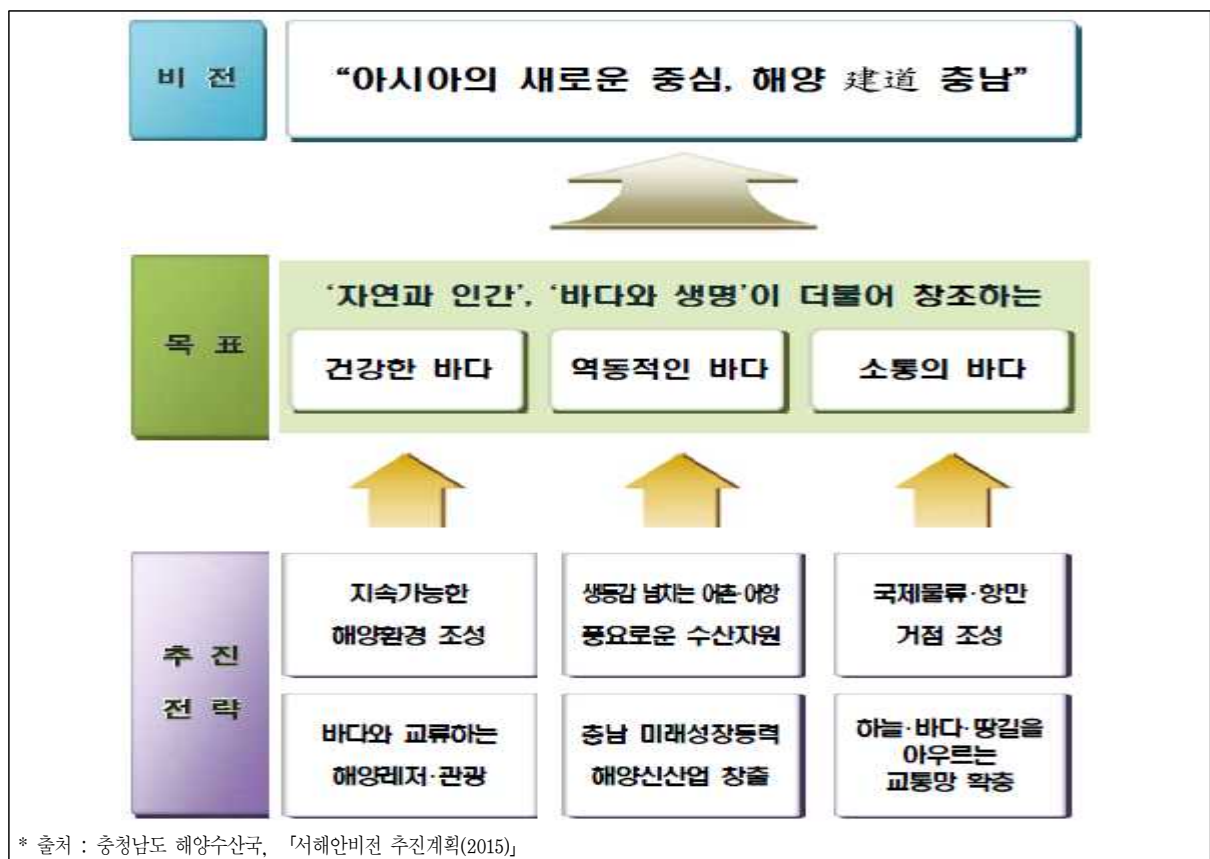 비 전
“아시아의 새로운 중심, 해양 建道 충남”
목 표
‘자연과 인간’, ‘바다와 생명’이 더불어 창조하는
건강한 바다
역동적인 바다
소통의 바다
추 진
전 략
지속가능한
해양환경 조성
생동감 넘치는 어촌·어항
풍요로운 수산자원
국제물류·항만
거점 조성
바다와 교류하는
해양레저·관광
충남 미래성장동력
해양신산업 창출
하늘·바다·땅길을
아우르는
교통망 확충
* 출처 : 충청남도 해양수산국, 「서해안비전 추진계획(2015)」